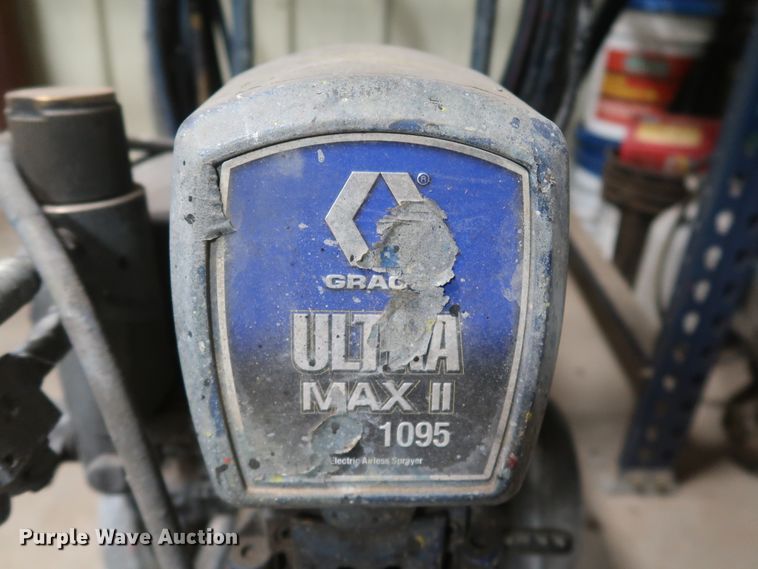 ®
GRACO
ULTRA
MAX II
1095
Electric Airless Sprayer
Purple Wave Auction